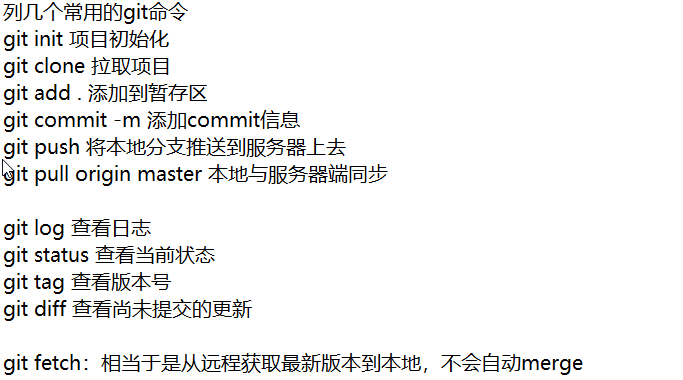 列几个常用的git命令
git init 项目初始化
git clone 拉取项目
git add . 添加到暂存区
git commit -m 添加commit信息
git push 将本地分支推送到服务器上去
git pull origin master 本地与服务器端同步
git log 查看日志
git status 查看当前状态
git tag 查看版本号
git diff 查看尚未提交的更新
git fetch：相当于是从远程获取最新版本到本地，不会自动merge